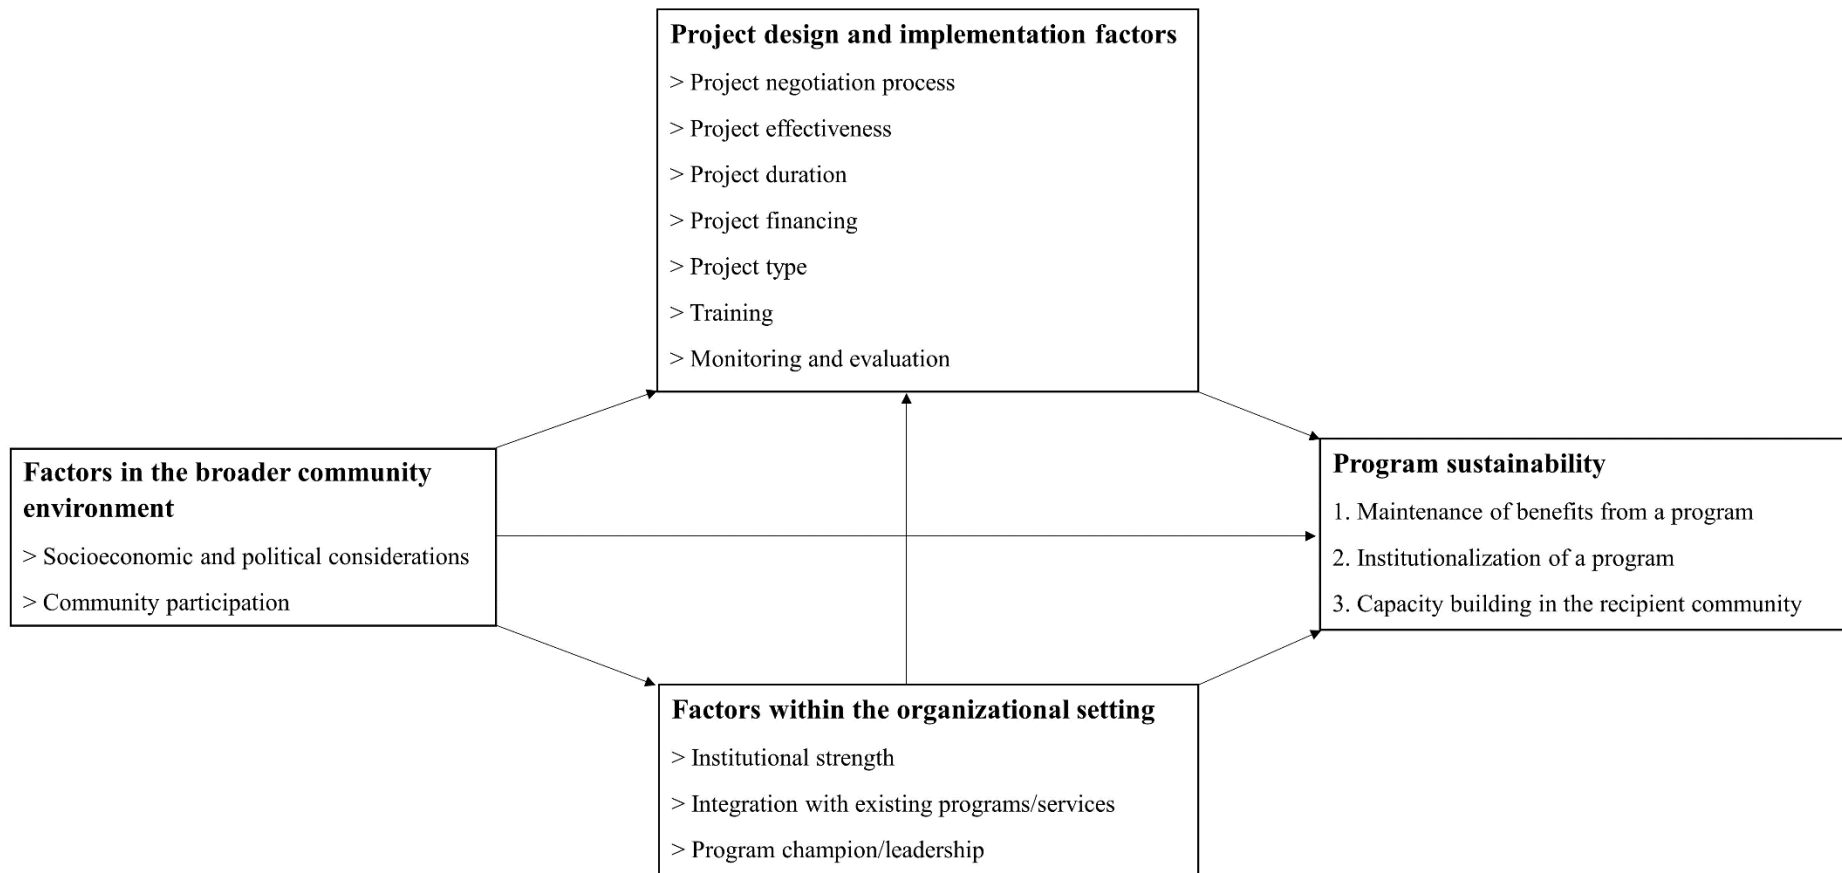 Project design and implementation factors
> Project negotiation process
> Project effectiveness
> Project duration
> Project financing
> Project type
> Training
> Monitoring and evaluation
Factors in the broader community
environment
> Socioeconomic and political considerations
> Community participation
Program sustainability
1. Maintenance of benefits from a program
2. Institutionalization of a program
3. Capacity building in the recipient community
Factors within the organizational setting
> Institutional strength
> Integration with existing programs/services
> Program champion/leadership